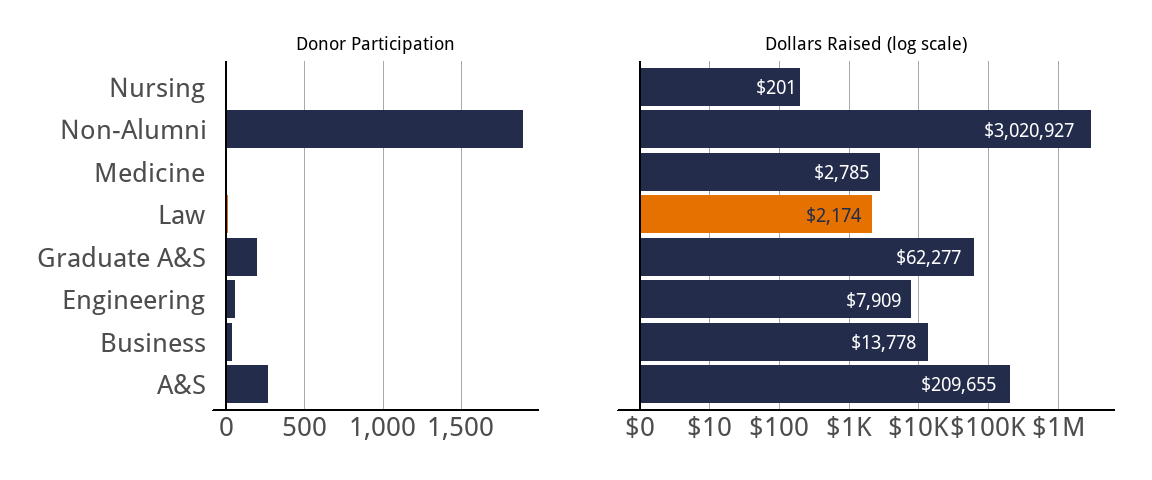 Donor Participation
Dollars Raised (log scale)
Nursing
$201
Non-Alumni
$3,020,927
Medicine
$2,785
Law
$2,174
Graduate A&S
$62,277
Engineering
$7,909
Business
$13,778
A&S
$209,655
0 500 1,000 1,500
$0 $10 $100 $1K $10K $100K $1M